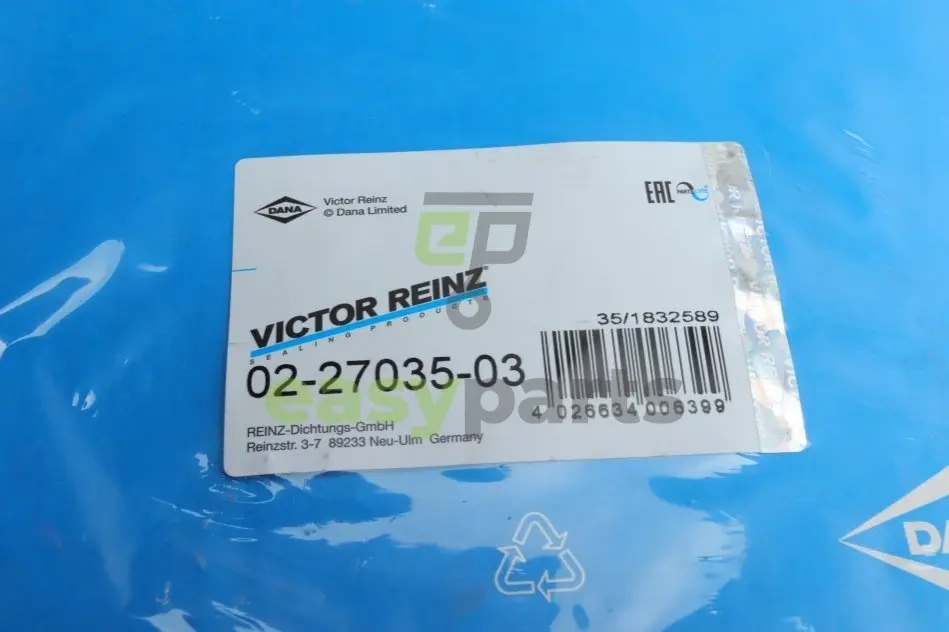 DANA
Victor Reinz
© Dana Limited
EAC
ep
VICTOR REINZ®
SEALING PRODUCTS
35/1832589
02-27035-03
easyparts
4 026634 006399
REINZ-Dichtungs-GmbH
Reinzstr. 3-7 89233 Neu-Ulm Germany
DANA